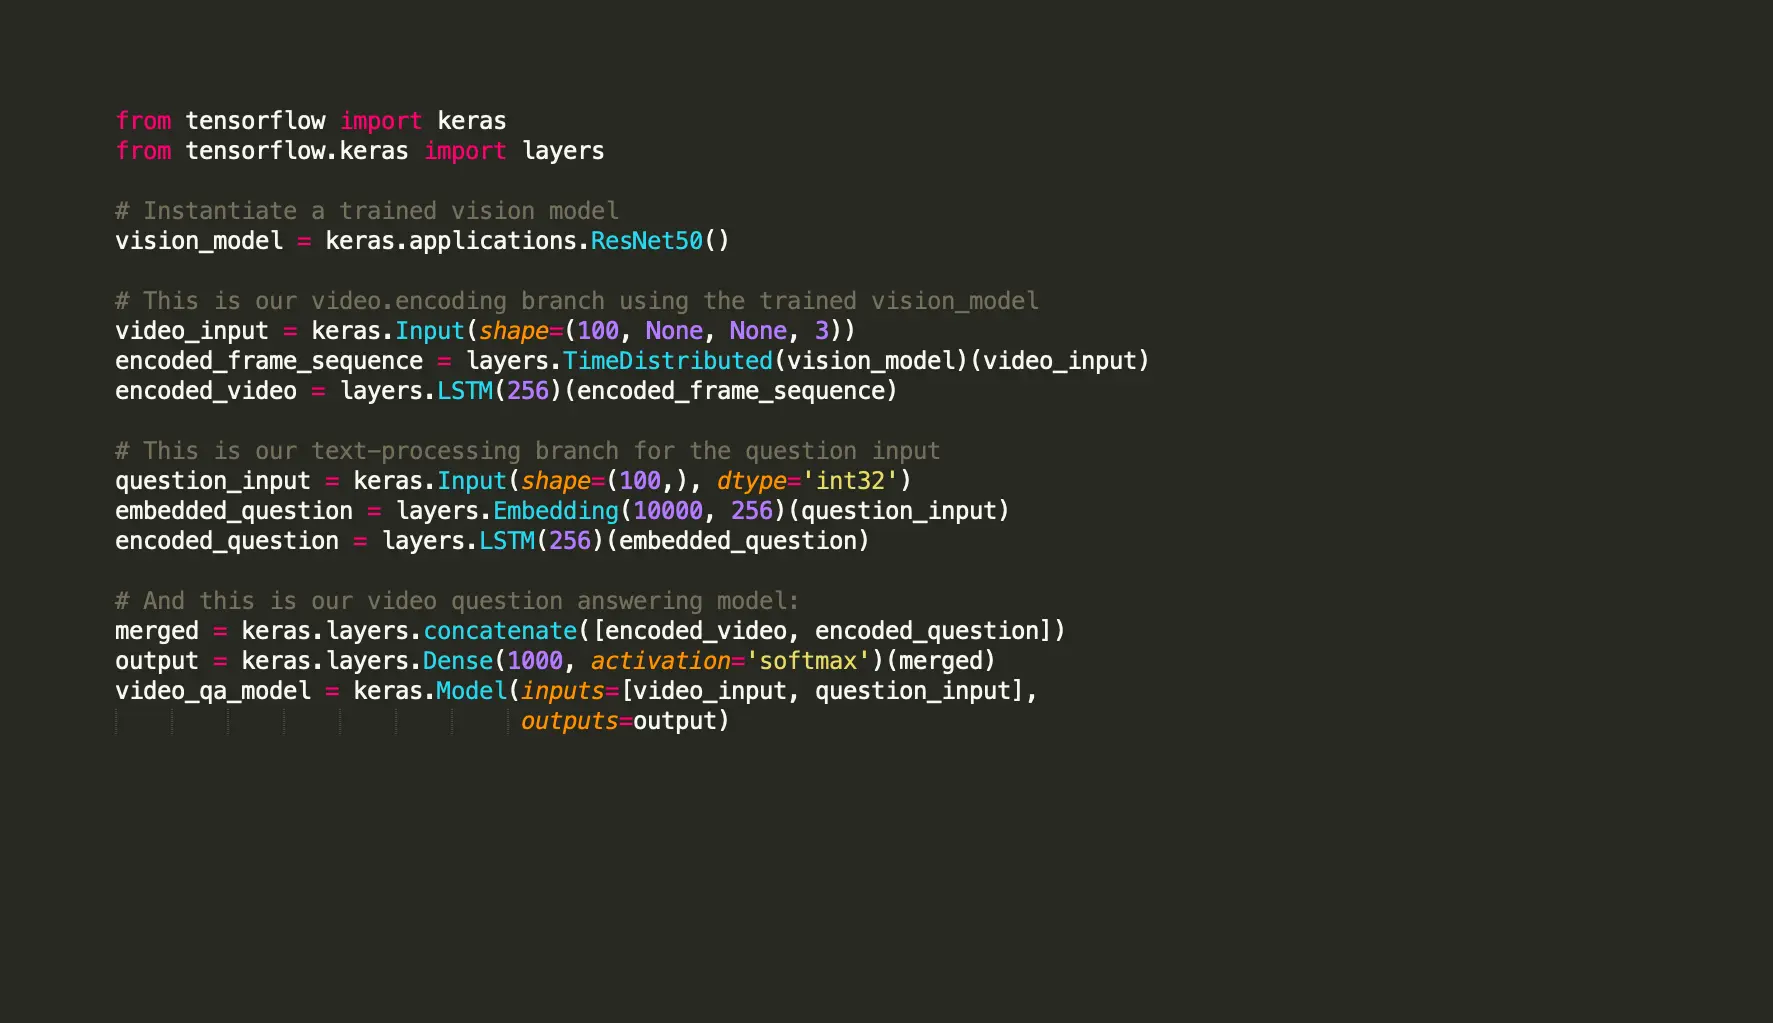 from tensorflow import keras
from tensorflow.keras import layers
# Instantiate a trained vision model
vision_model = keras.applications.ResNet50()
# This is our video.encoding branch using the trained vision_model
video_input = keras.Input(shape=(100, None, None, 3))
encoded_frame_sequence = layers.TimeDistributed(vision_model)(video_input)
encoded_video = layers.LSTM(256)(encoded_frame_sequence)
# This is our text-processing branch for the question input
question_input = keras.Input(shape=(100,), dtype='int32')
embedded_question = layers.Embedding(10000, 256)(question_input)
encoded_question = layers.LSTM(256)(embedded_question)
# And this is our video question answering model:
merged = keras.layers.concatenate([encoded_video, encoded_question])
output = keras.layers.Dense(1000, activation='softmax')(merged)
video_qa_model = keras.Model(inputs=[video_input, question_input],
                             outputs=output)